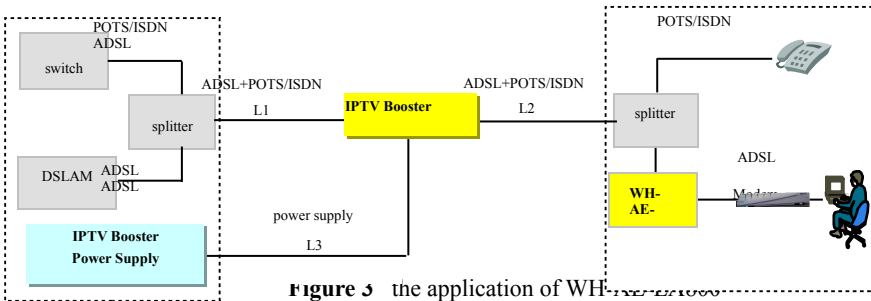 POTS/ISDN
ADSL
switch
splitter
DSLAM
ADSL
ADSL
IPTV Booster
Power Supply
ADSL+POTS/ISDN
L1
IPTV Booster
ADSL+POTS/ISDN
L2
power supply
L3
POTS/ISDN
splitter
WH-
AE-
ADSL
Modem
Figure 3 the application of